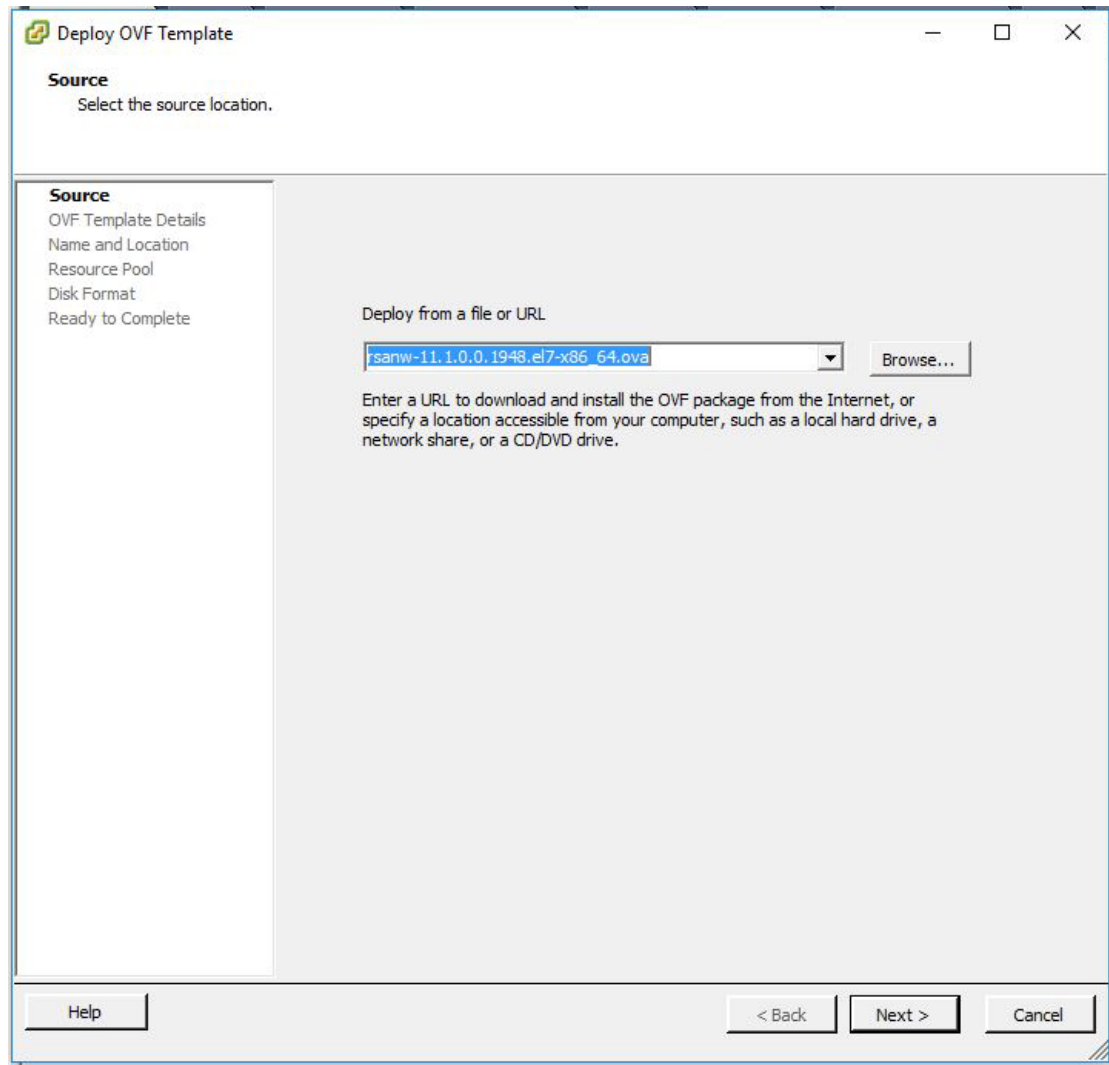 Deploy OVF Template
Source
Select the source location.
Source
OVF Template Details
Name and Location
Resource Pool
Disk Format
Ready to Complete
Deploy from a file or URL
rsanw-11.1.0.0.1948.el7-x86_64.ova
Browse...
Enter a URL to download and install the OVF package from the Internet, or
specify a location accessible from your computer, such as a local hard drive, a
network share, or a CD/DVD drive.
Help
< Back
Next >
Cancel